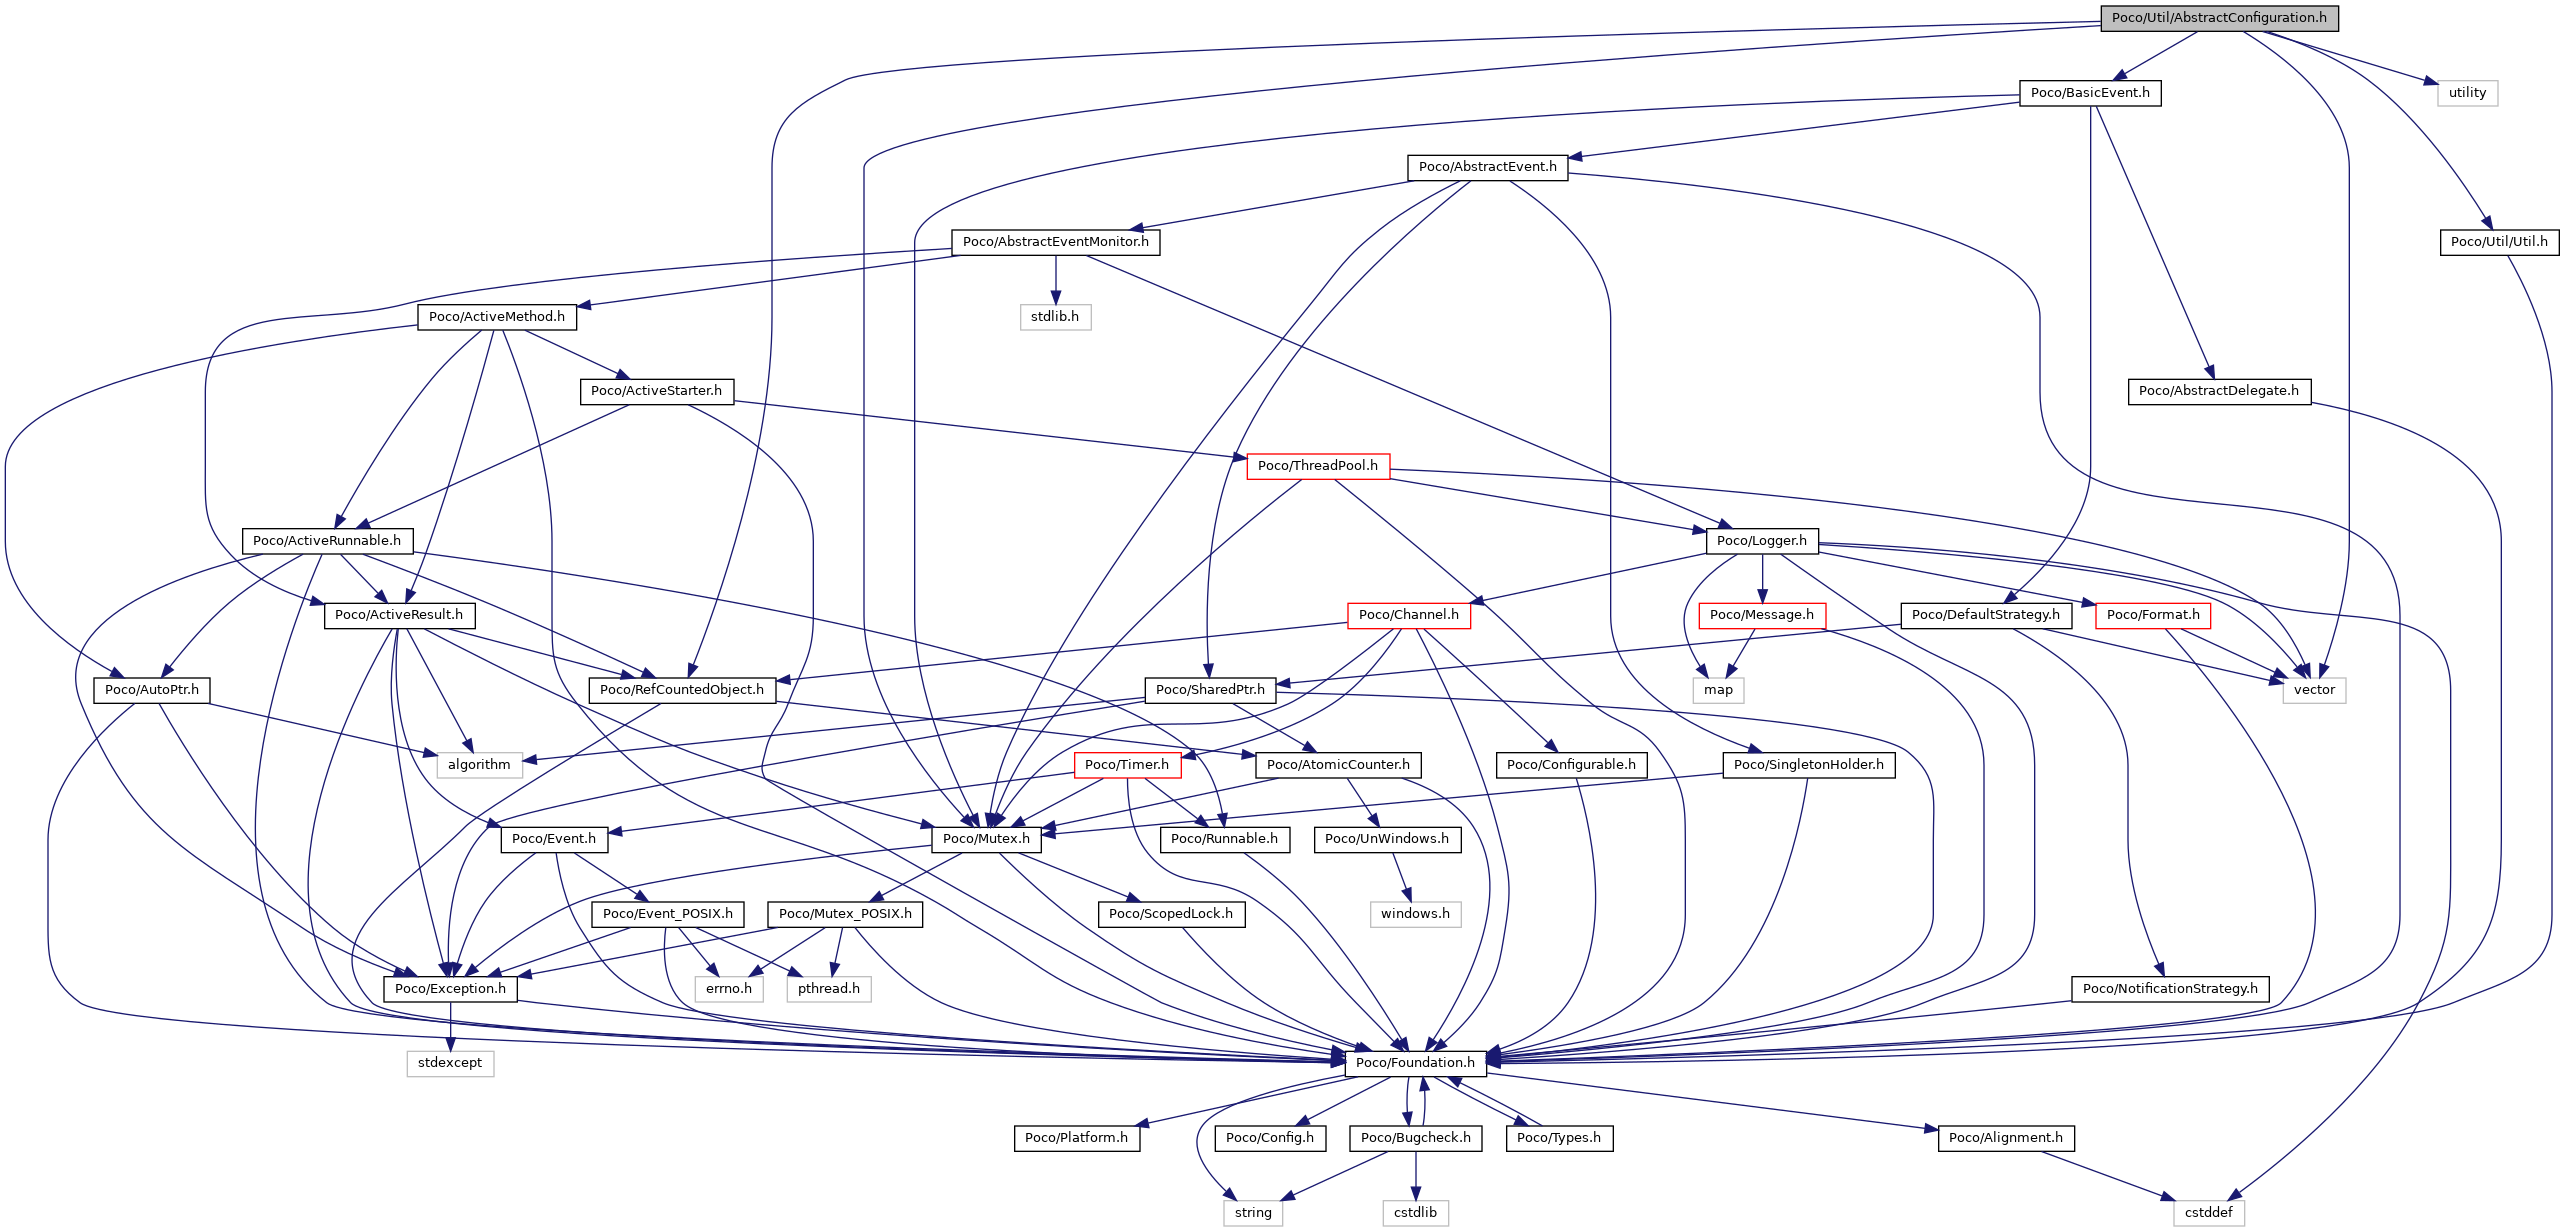 Poco/Util/AbstractConfiguration.h
Poco/BasicEvent.h
utility
Poco/AbstractEvent.h
Poco/AbstractEventMonitor.h
Poco/Util/Util.h
Poco/ActiveMethod.h
stdlib.h
Poco/ActiveStarter.h
Poco/AbstractDelegate.h
Poco/ThreadPool.h
Poco/ActiveRunnable.h
Poco/Logger.h
Poco/ActiveResult.h
Poco/Channel.h
Poco/Message.h
Poco/DefaultStrategy.h
Poco/Format.h
Poco/AutoPtr.h
Poco/RefCountedObject.h
Poco/SharedPtr.h
map
vector
algorithm
Poco/Timer.h
Poco/AtomicCounter.h
Poco/Configurable.h
Poco/SingletonHolder.h
Poco/Event.h
Poco/Mutex.h
Poco/Runnable.h
Poco/UnWindows.h
Poco/Event_POSIX.h
Poco/Mutex_POSIX.h
Poco/ScopedLock.h
windows.h
Poco/Exception.h
errno.h
pthread.h
Poco/NotificationStrategy.h
stdexcept
Poco/Foundation.h
Poco/Platform.h
Poco/Config.h
Poco/Bugcheck.h
Poco/Types.h
Poco/Alignment.h
string
cstdlib
cstddef